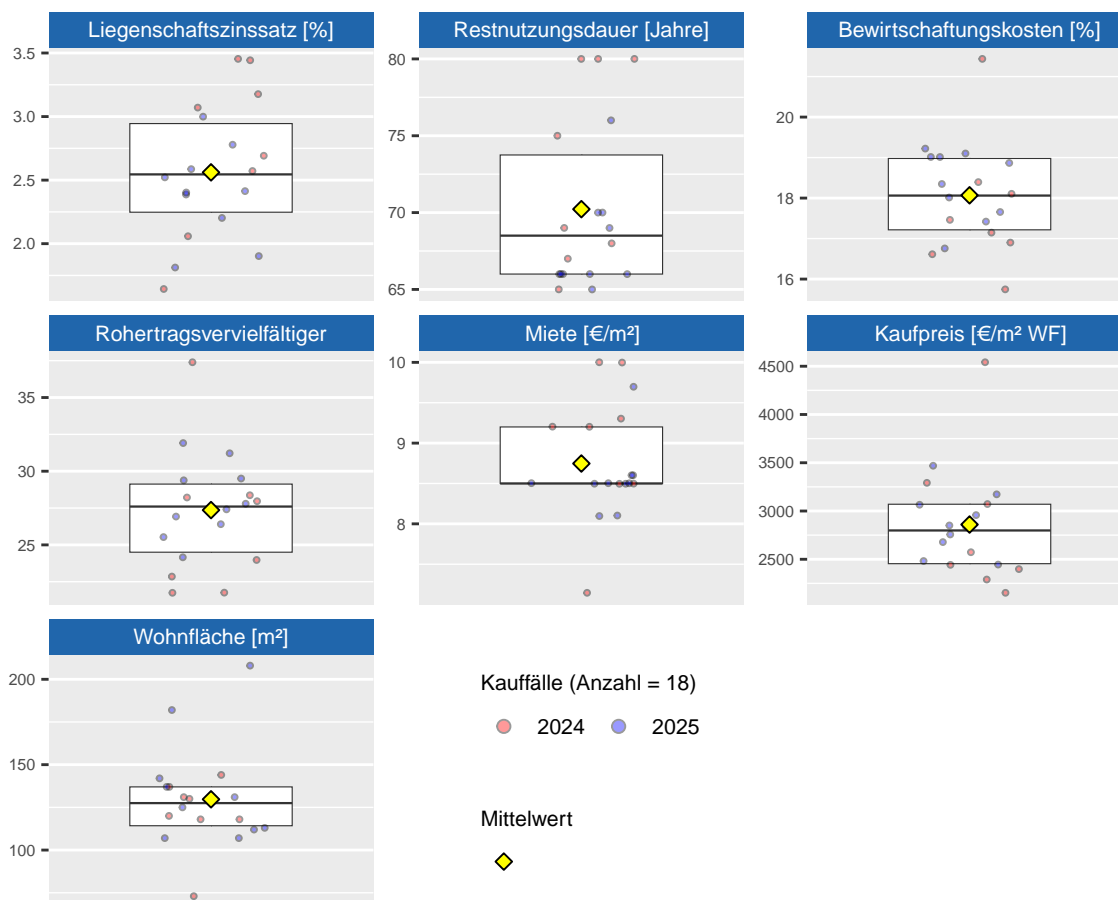 Liegenschaftszinssatz [%]
3.5
3.0
2.5
2.0
Restnutzungsdauer [Jahre]
80
75
70
65
Bewirtschaftungskosten [%]
20
18
16
Rohertragsvervielfältiger
35
30
25
Miete [€/m²]
10
9
8
Kaufpreis [€/m² WF]
4500
4000
3500
3000
2500
Wohnfläche [m²]
200
150
100
Kauffälle (Anzahl = 18)
2024 2025
Mittelwert